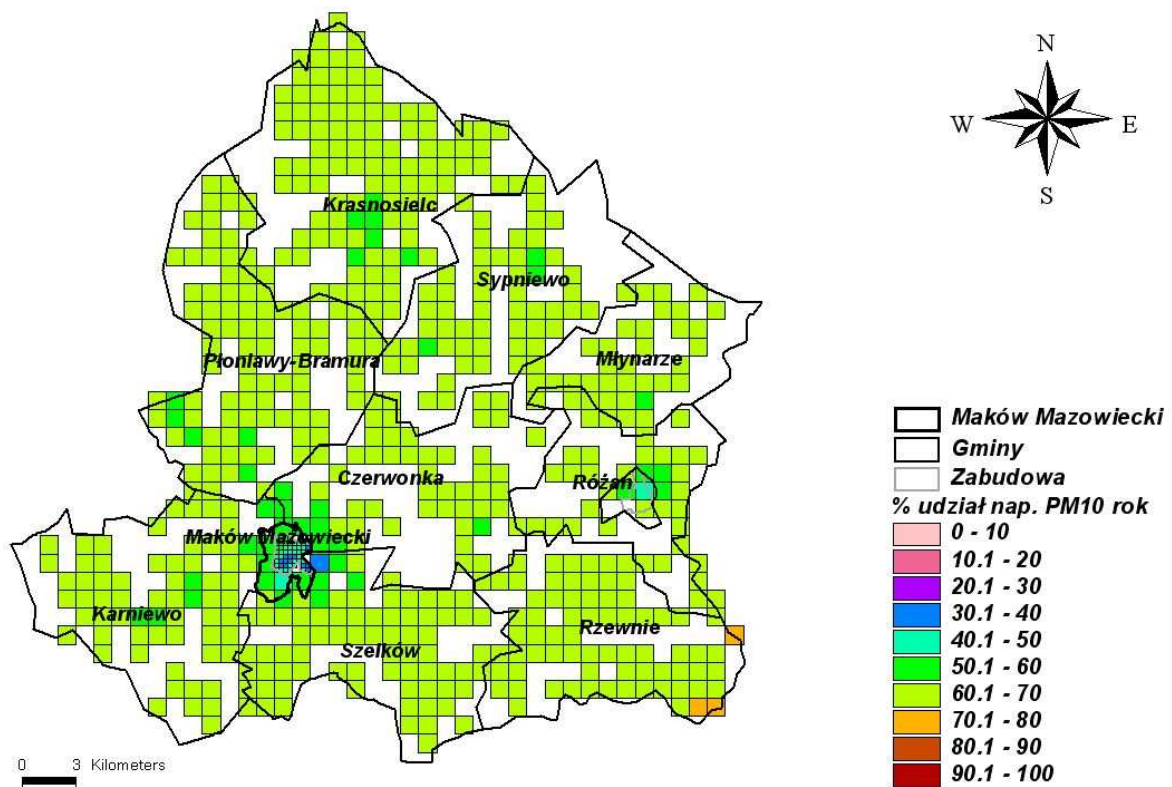 N
W E
S
Krasnosielc
Sypniewo
Płoniawy-Bramura
Młynarze
Czerwonka
Różan
Maków Mazowiecki
Karniewo
Rzewnie
Szelków
Maków Mazowiecki
Gminy
Zabudowa
% udział nap. PM10 rok
0 - 10
10.1 - 20
20.1 - 30
30.1 - 40
40.1 - 50
50.1 - 60
60.1 - 70
70.1 - 80
80.1 - 90
90.1 - 100
0 3 Kilometers